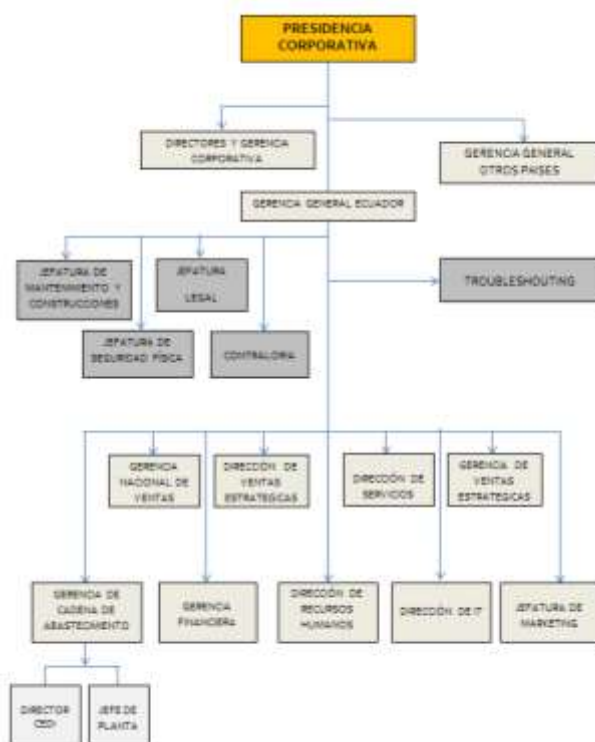 PRESIDENCIA
CORPORATIVA
DIRECTORES Y GERENCIA
CORPORATIVA
GERENCIA GENERAL
OTROS PAISES
GERENCIA GENERAL ECUADOR
JEFATURA DE
MANTENIMIENTO Y
CONSTRUCCIONES
JEFATURA
LEGAL
TROUBLESHOUTING
JEFATURA DE
SEGURIDAD FÍSICA
CONTRALORIA
GERENCIA
NACIONAL DE
VENTAS
DIRECCIÓN DE
VENTAS
ESTRATEGICAS
DIRECCIÓN DE
SERVICIOS
GERENCIA DE
VENTAS
ESTRATEGICAS
GERENCIA DE
CADENA DE
ABASTECIMIENTO
GERENCIA
FINANCIERA
DIRECCIÓN DE
RECURSOS
HUMANOS
DIRECCIÓN DE IT
JEFATURA DE
MARKETING
DIRECTOR
CEDI
JEFE DE
PLANTA